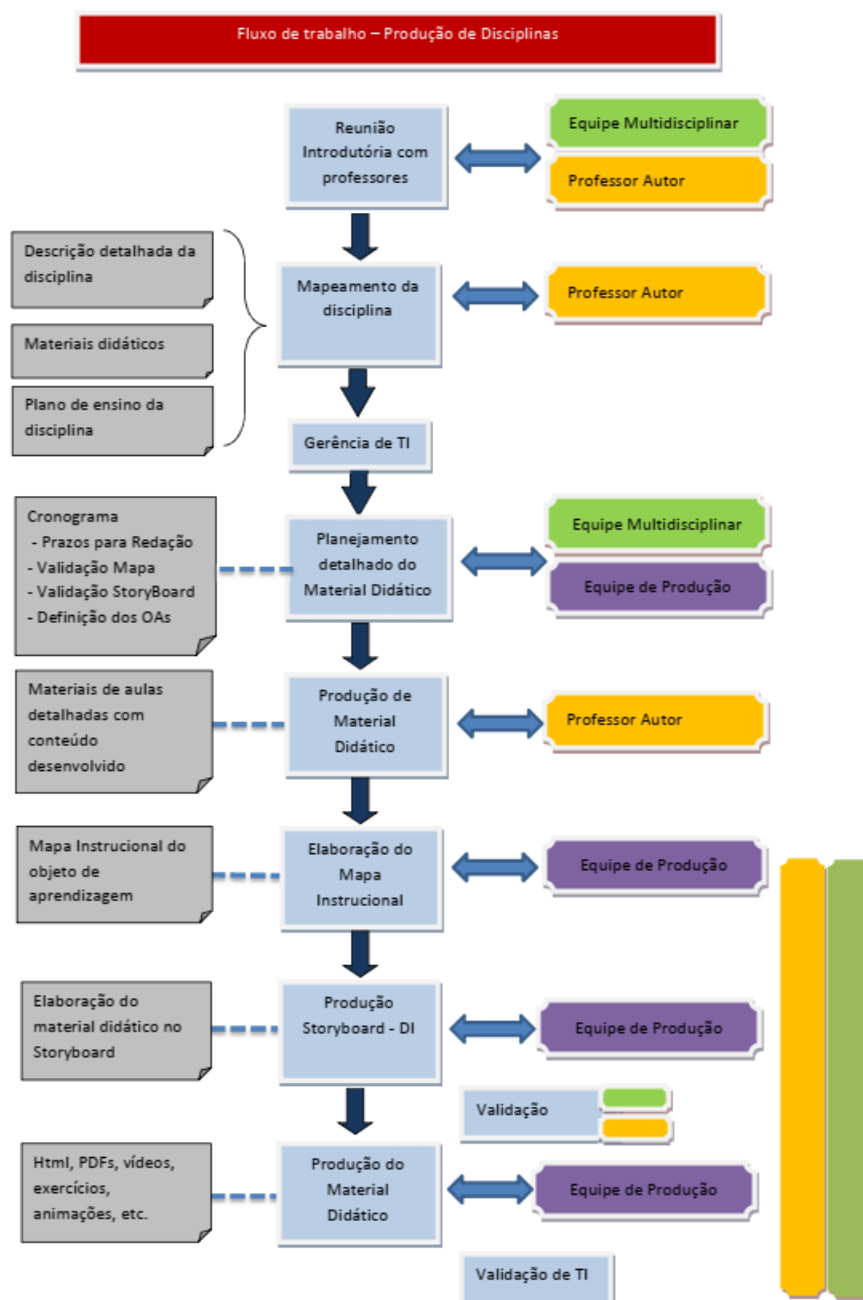 Fluxo de trabalho – Produção de Disciplinas
Reunião
Introdutória com
professores
Equipe Multidisciplinar
Professor Autor
Descrição detalhada da
disciplina
Materiais didáticos
Plano de ensino da
disciplina
Mapeamento da
disciplina
Professor Autor
Gerência de TI
Cronograma
- Prazos para Redação
- Validação Mapa
- Validação StoryBoard
- Definição dos OAs
Planejamento
detalhado do
Material Didático
Equipe Multidisciplinar
Equipe de Produção
Materiais de aulas
detalhadas com
conteúdo
desenvolvido
Produção de
Material
Didático
Professor Autor
Mapa Instrucional do
objeto de
aprendizagem
Elaboração do
Mapa
Instrucional
Equipe de Produção
Elaboração do
material didático no
Storyboard
Produção
Storyboard - DI
Equipe de Produção
Validação
Html, PDFs, vídeos,
exercícios,
animações, etc.
Produção do
Material
Didático
Equipe de Produção
Validação de TI